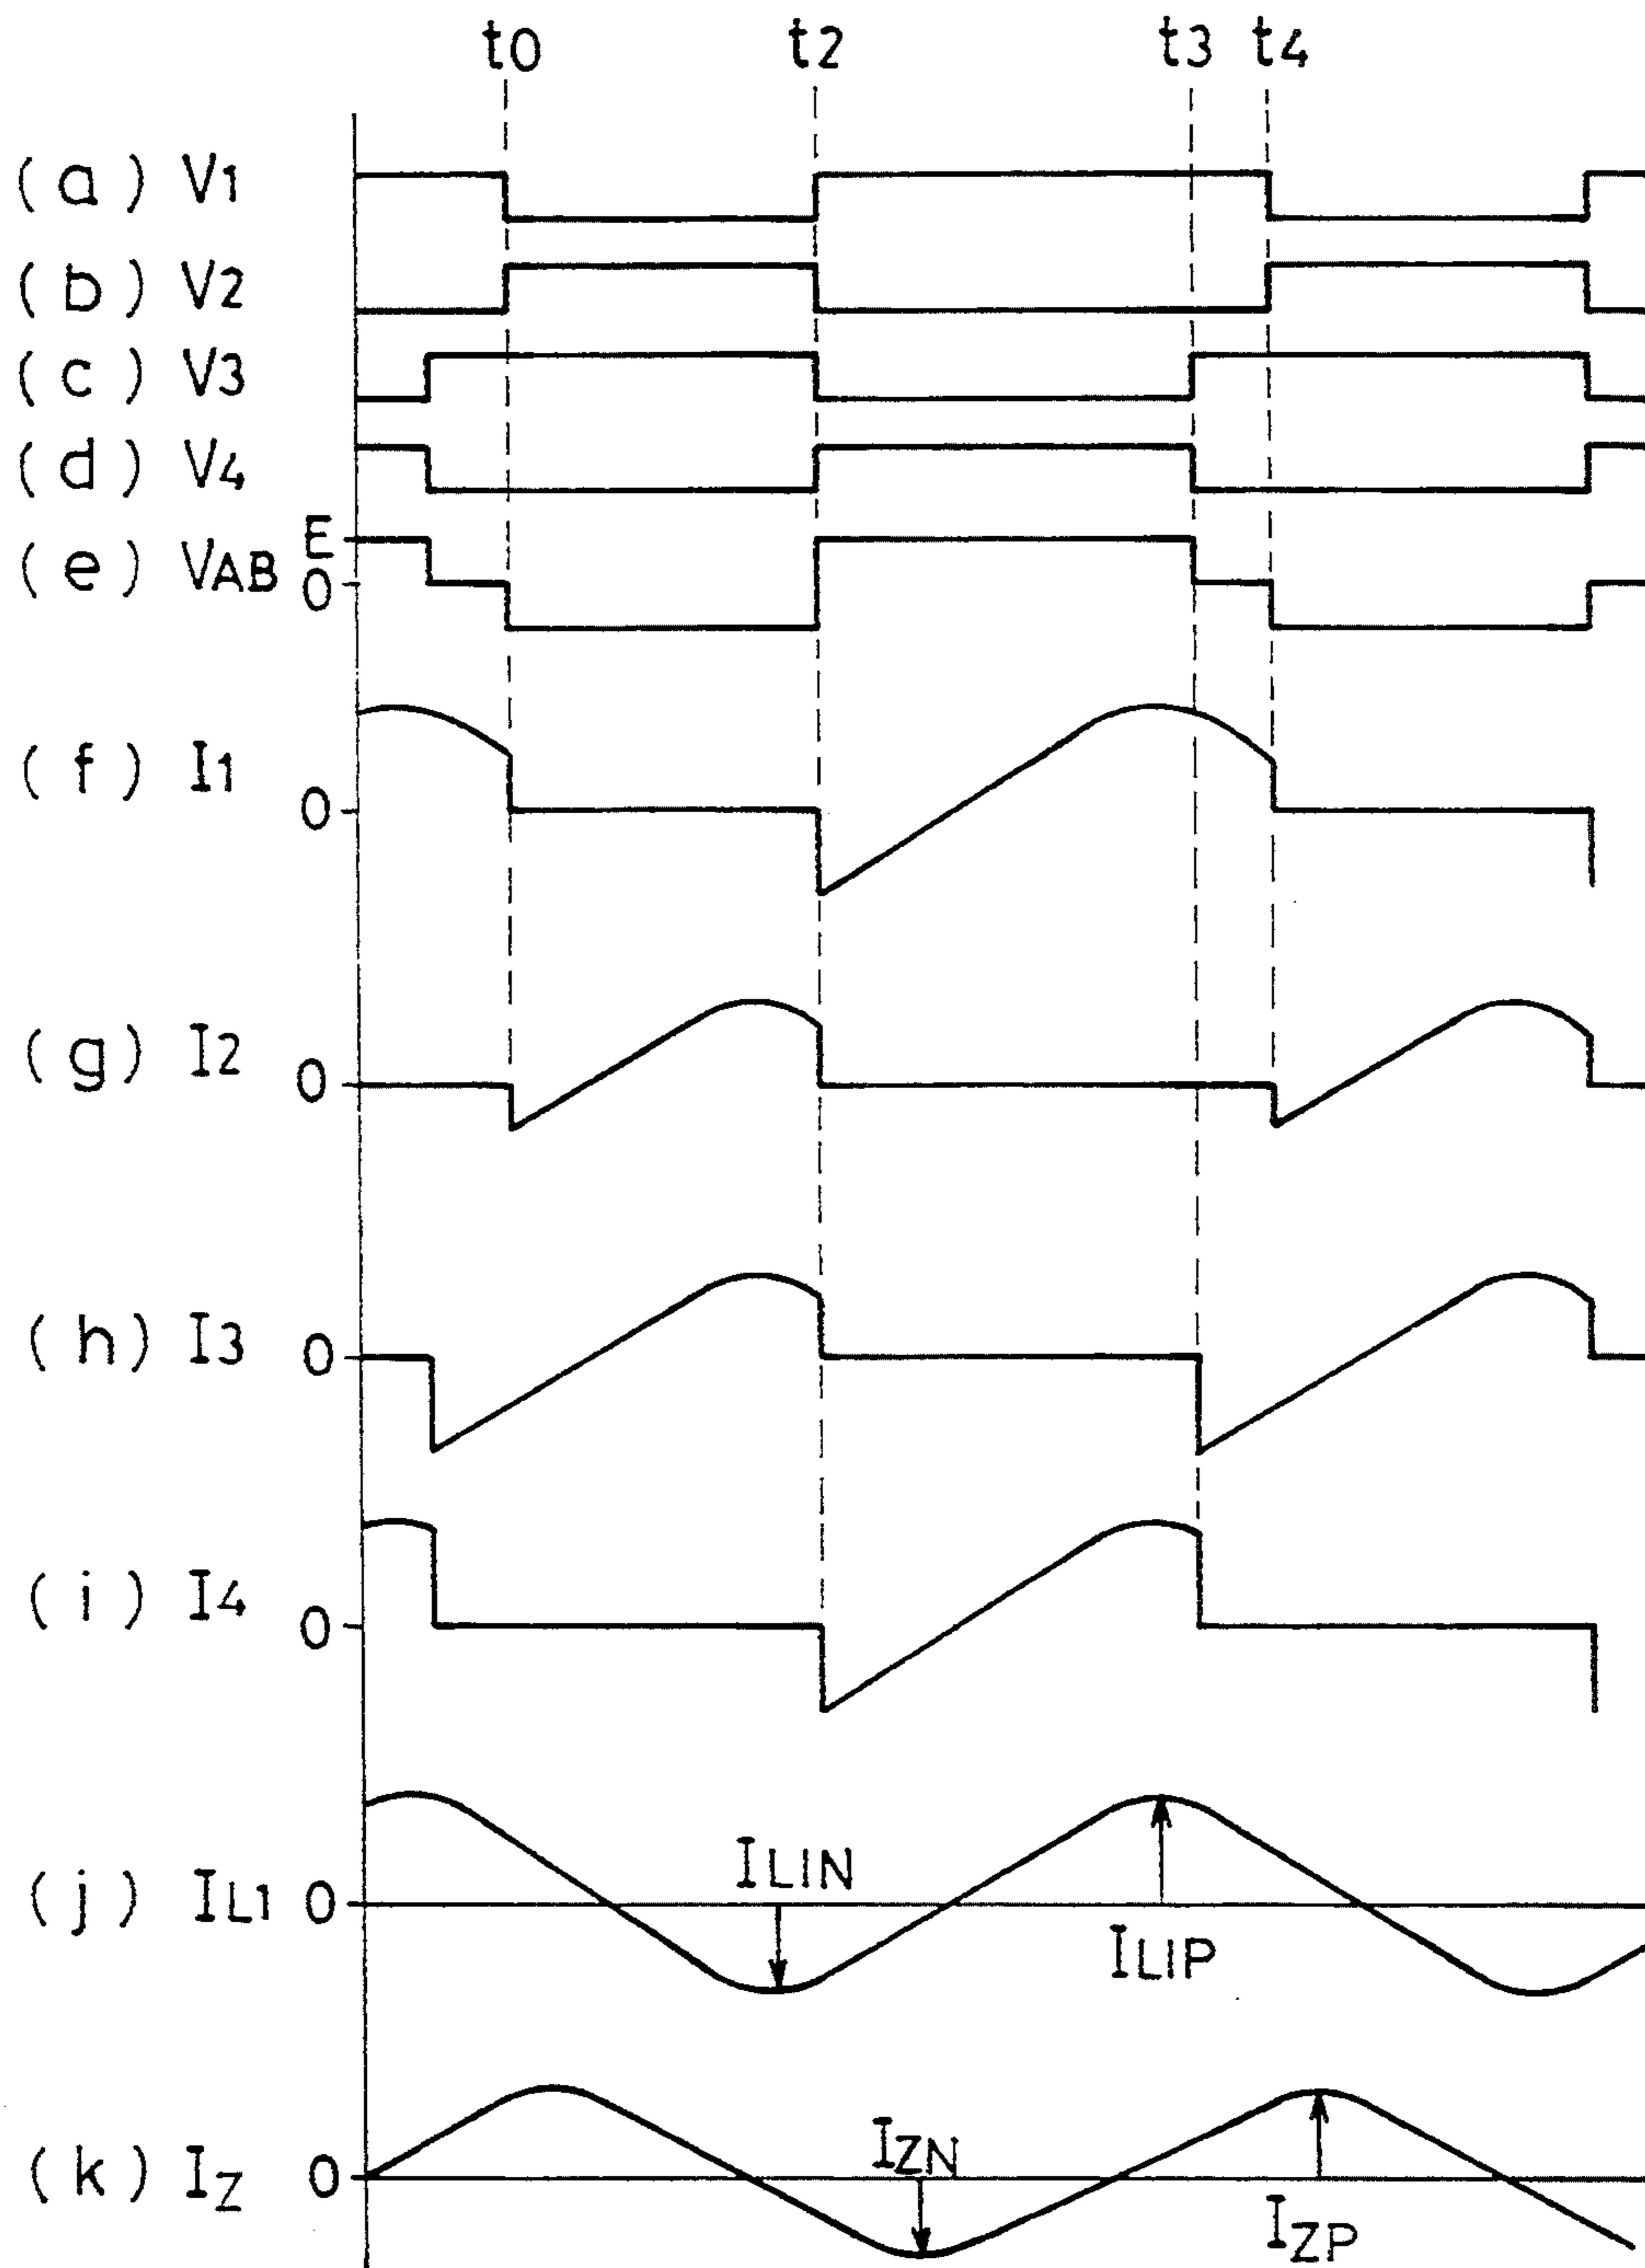 t0 t2 t3 t4
(a) V1
(b) V2
(c) V3
(d) V4
(e) VAB E
0
(f) I1
0
(g) I2
0
(h) I3 0
(i) I4
0
ILIN
(j) IL1 0
ILIP
IZN
(k) IZ 0
IZP